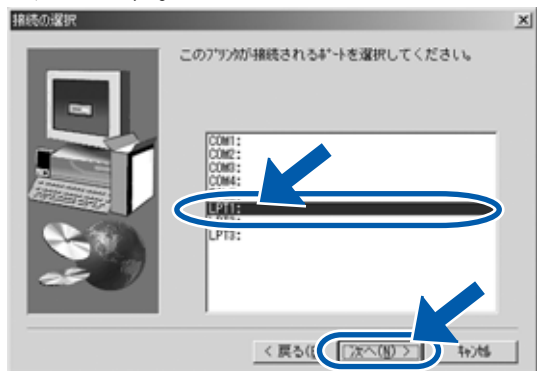 接続の選択
このﾌﾟﾘﾝﾀが接続されるﾎﾟｰﾄを選択してください。
COM1:
COM2:
COM3:
COM4:
LPT1:
LPT3:
< 戻る(
次へ(N) >
ｷｬﾝｾﾙ